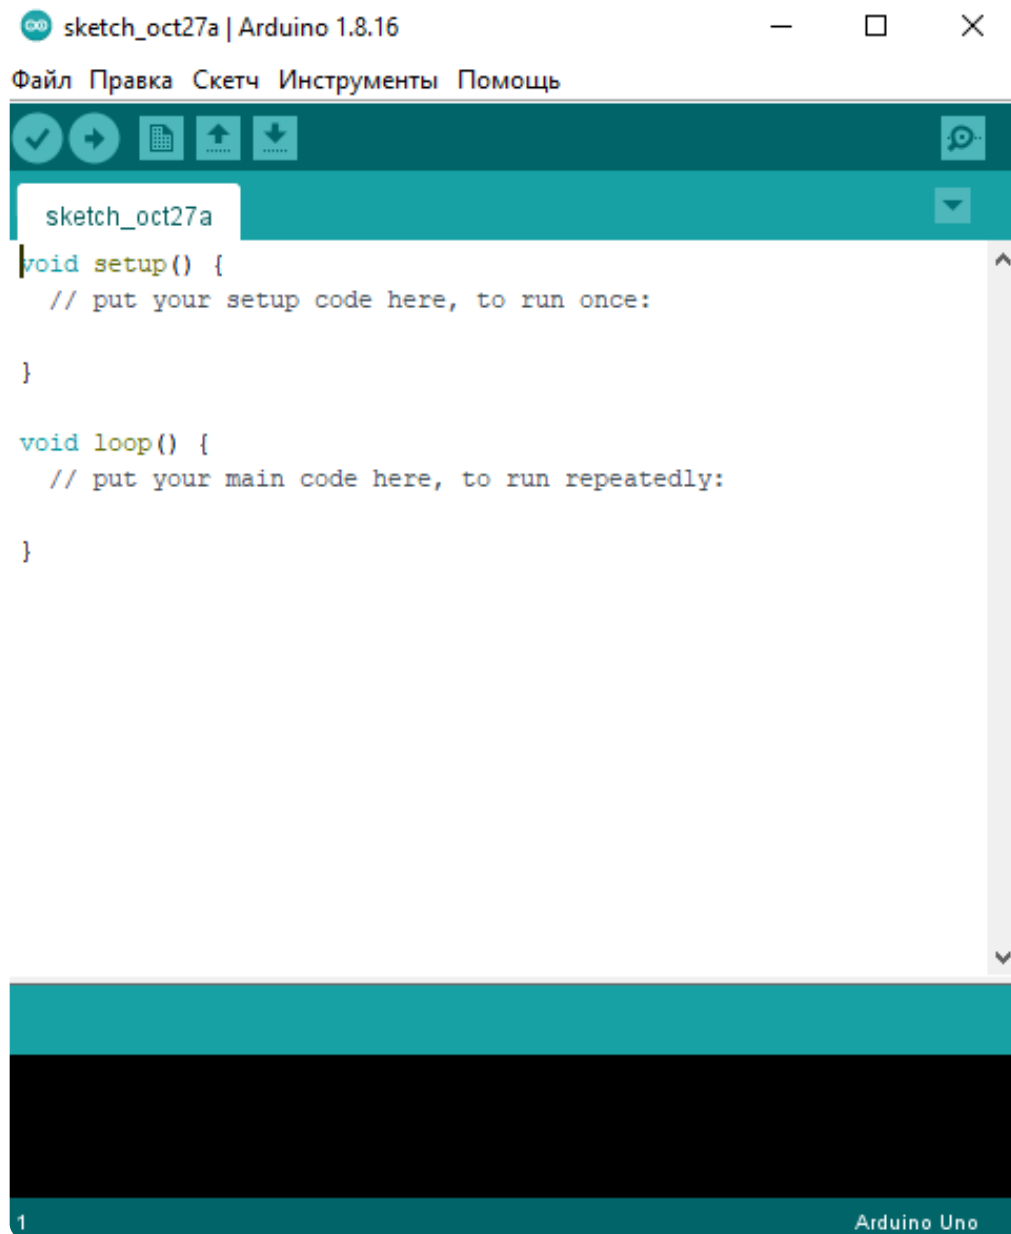 sketch_oct27a | Arduino 1.8.16
Файл Правка Скетч Инструменты Помощь
sketch_oct27a
void setup() {
  // put your setup code here, to run once:
}
void loop() {
  // put your main code here, to run repeatedly:
}
1 Arduino Uno